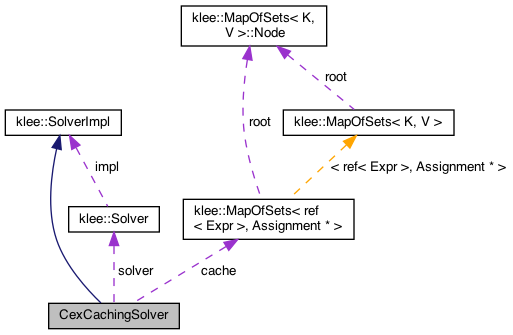 klee::MapOfSets< K,
V >::Node
root
root
klee::SolverImpl
klee::MapOfSets< K, V >
impl
< ref< Expr >, Assignment * >
klee::Solver
klee::MapOfSets< ref
< Expr >, Assignment * >
solver
cache
CexCachingSolver